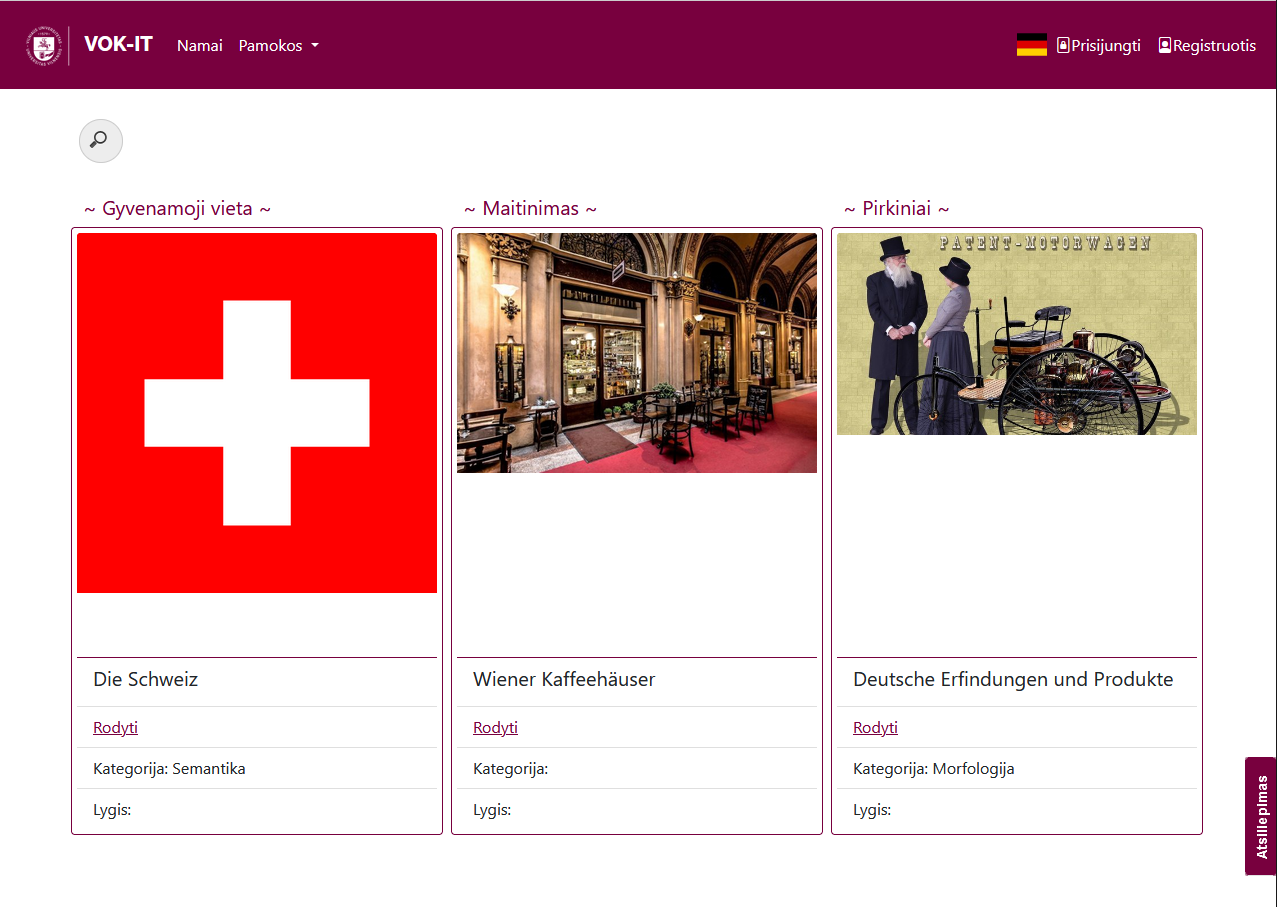 VOK-IT Namai Pamokos Prisijungti Registruotis
~ Gyvenamoji vieta ~
~ Maitinimas ~
~ Pirkiniai ~
PATENT-MOTORWAGEN
Die Schweiz
Rodyti
Kategorija: Semantika
Lygis:
Wiener Kaffeehäuser
Rodyti
Kategorija:
Lygis:
Deutsche Erfindungen und Produkte
Rodyti
Kategorija: Morfologija
Lygis:
Atsiliepimas